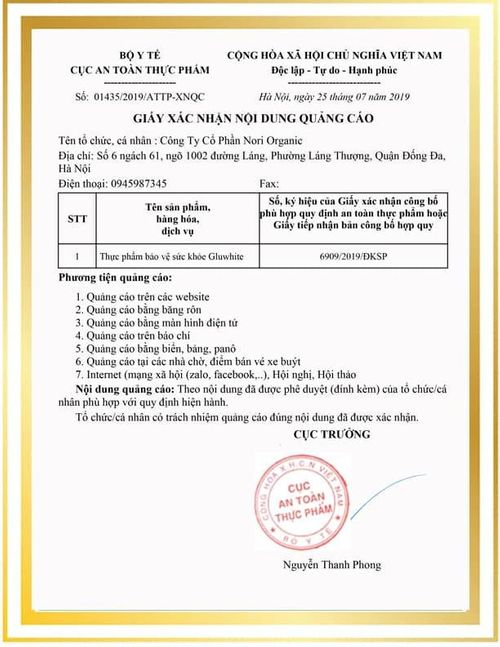 BỘ Y TẾ
CỤC AN TOÀN THỰC PHẨM
CỘNG HÒA XÃ HỘI CHỦ NGHĨA VIỆT NAM
Độc lập - Tự do - Hạnh phúc
Số: 01435/2019/ATTP-XNQC
Hà Nội, ngày 25 tháng 07 năm 2019
GIẤY XÁC NHẬN NỘI DUNG QUẢNG CÁO
Tên tổ chức, cá nhân : Công Ty Cổ Phần Nori Organic
Địa chỉ: Số 6 ngách 61, ngõ 1002 đường Láng, Phường Láng Thượng, Quận Đống Đa,
Hà Nội
Điện thoại: 0945987345 Fax:
STT
Tên sản phẩm,
hàng hóa,
dịch vụ
Số, ký hiệu của Giấy xác nhận công bố
phù hợp quy định an toàn thực phẩm hoặc
Giấy tiếp nhận bản công bố hợp quy
1 Thực phẩm bảo vệ sức khỏe Gluwhite 6909/2019/ĐKSP
Phương tiện quảng cáo:
1. Quảng cáo trên các website
2. Quảng cáo bằng băng rôn
3. Quảng cáo bằng màn hình điện tử
4. Quảng cáo trên báo chí
5. Quảng cáo bằng biển, bảng, panô
6. Quảng cáo tại các nhà chờ, điểm bán vé xe buýt
7. Internet (mạng xã hội (zalo, facebook,..), Hội nghị, Hội thảo
Nội dung quảng cáo: Theo nội dung đã được phê duyệt (đính kèm) của tổ chức/cá
nhân phù hợp với quy định hiện hành.
Tổ chức/cá nhân có trách nhiệm quảng cáo đúng nội dung đã được xác nhận.
CỤC TRƯỞNG
CỘNG HÒA X.H.C.N VIỆT NAM
CỤC
AN TOÀN
THỰC PHẨM
BỘ Y TẾ
Nguyễn Thanh Phong